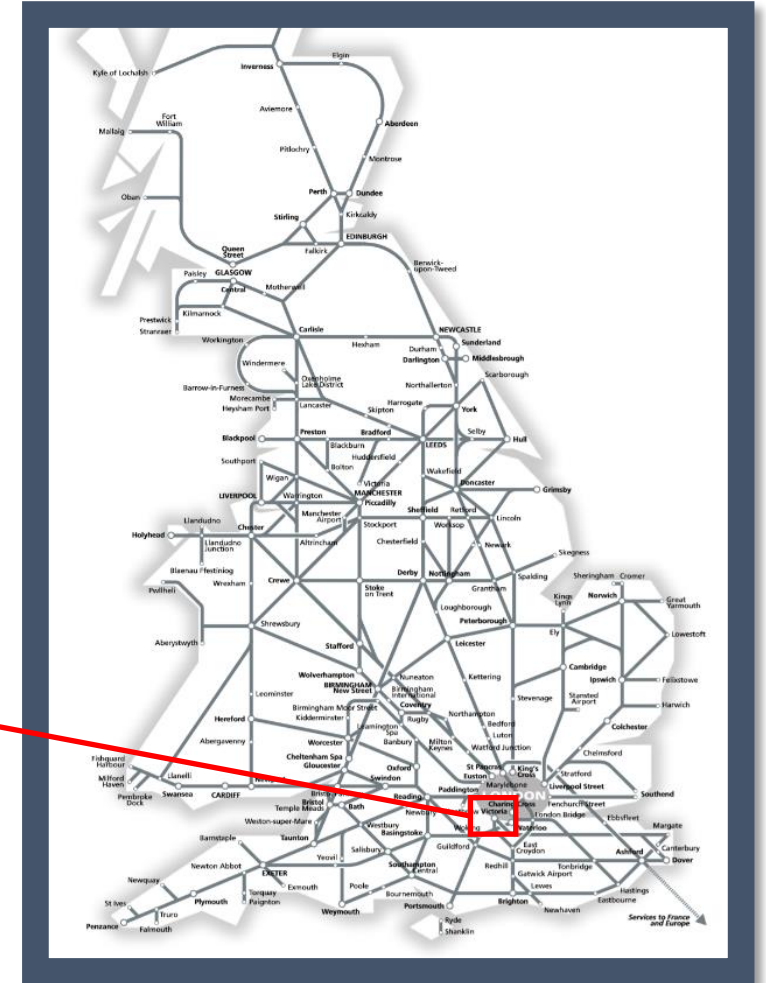 Elgin
Inverness
Kyle of Lochalsh
Aviemore
Fort
William
Aberdeen
Mallaig
Pitlochry
Montrose
Perth
Dundee
Oban
Kirkcaldy
Stirling
EDINBURGH
Queen
Street
Falkirk
Berwick-
upon-Tweed
Paisley
GLASGOW
Central
Motherwell
Kilmarnock
Prestwick
Stranraer
Carlisle
NEWCASTLE
Workington
Hexham
Sunderland
Durham
Darlington
Middlesbrough
Windermere
Scarborough
Oxenholme
Lake District
Barrow-in-Furness
Northallerton
Morecambe
Heysham Port
Lancaster
Harrogate
York
Skipton
Blackpool
Preston
Bradford
Selby
Hull
Blackburn
LEEDS
Huddersfield
Southport
Bolton
Wakefield
Wigan
Victoria
Doncaster
MANCHESTER
Piccadilly
Grimsby
LIVERPOOL
Warrington
Manchester
Airport
Sheffield
Retford
Lincoln
Llandudno
Chester
Stockport
Worksop
Holyhead
Llandudno
Junction
Altrincham
Chesterfield
Newark
Skegness
Blaenau Ffestiniog
Derby
Nottingham
Spalding
Sheringham
Cromer
Pwllheli
Wrexham
Crewe
Stoke
on Trent
Grantham
Kings
Lynn
Norwich
Great
Yarmouth
Loughborough
Shrewsbury
Peterborough
Ely
Lowestoft
Aberystwyth
Stafford
Leicester
Wolverhampton
Cambridge
BIRMINGHAM
New Street
Nuneaton
Kettering
Ipswich
Felixstowe
Birmingham
International
Stansted
Airport
Leominster
Birmingham Moor Street
Coventry
Stevenage
Harwich
Kidderminster
Rugby
Northampton
Hereford
Leamington
Spa
Bedford
Colchester
Worcester
Banbury
Milton
Keynes
Luton
Abergavenny
Watford Junction
Chelmsford
Cheltenham Spa
Gloucester
Oxford
St Pancras
King's
Cross
Fishguard
Harbour
Euston
Stratford
Llanelli
Newport
Swindon
Marylebone
Milford
Haven
Paddington
Liverpool Street
Pembroke
Dock
Swansea
CARDIFF
Reading
Southend
Bristol
Temple Meads
Bath
Charing Cross
Fenchurch Street
Newbury
Victoria
London Bridge
Ebbsfleet
Weston-super-Mare
Westbury
Woking
Waterloo
Margate
Barnstaple
Basingstoke
Taunton
Guildford
East
Croydon
Canterbury
Salisbury
Ashford
Dover
Yeovil
Newton Abbot
Southampton
Central
Redhill
Tonbridge
EXETER
Gatwick Airport
Newquay
Exmouth
Poole
Lewes
Hastings
Torquay
Paignton
Bournemouth
Eastbourne
St Ives
Plymouth
Weymouth
Portsmouth
Brighton
Newhaven
Truro
Ryde
Services to France
and Europe
Penzance
Falmouth
Shanklin